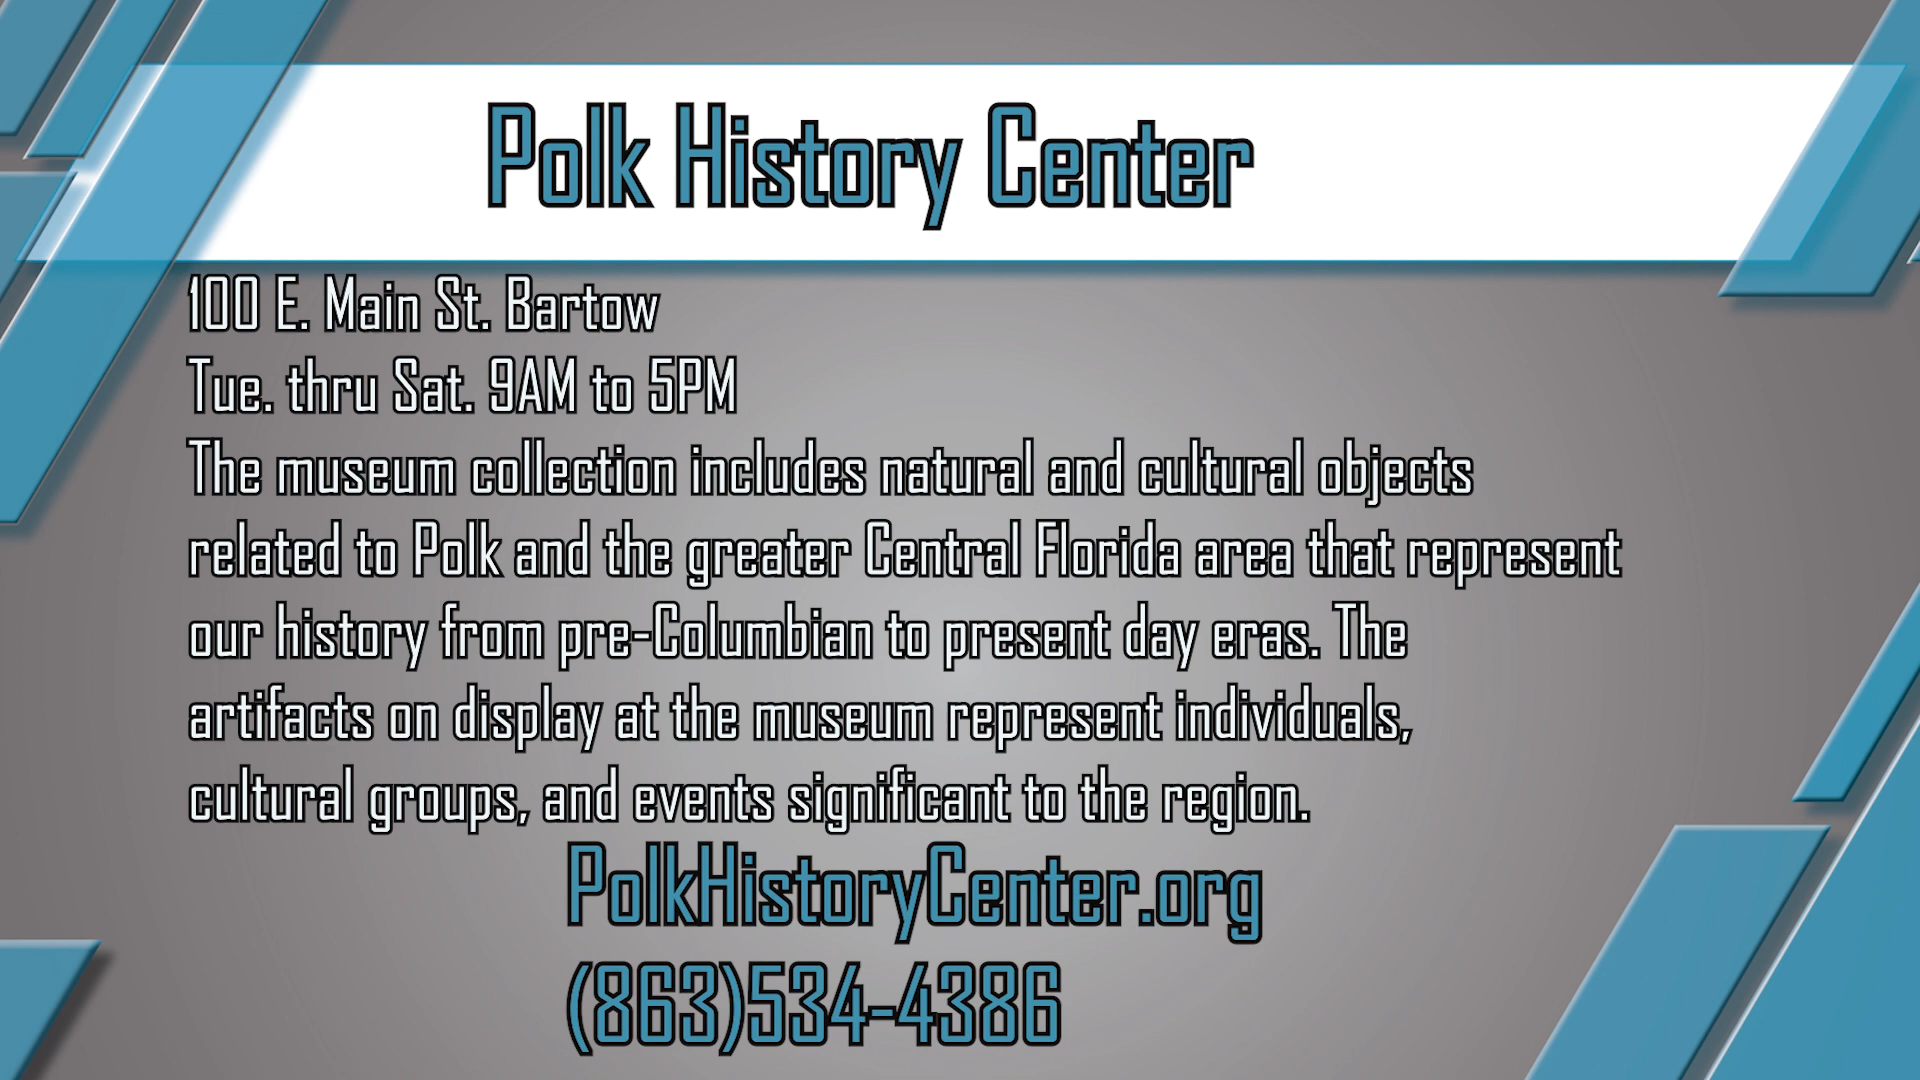 Polk History Center
100 E. Main St. Bartow
Tue. thru Sat. 9AM to 5PM
The museum collection includes natural and cultural objects
related to Polk and the greater Central Florida area that represent
our history from pre-Columbian to present day eras. The
artifacts on display at the museum represent individuals,
cultural groups, and events significant to the region.
PolkHistoryCenter.org
(863)534-4386